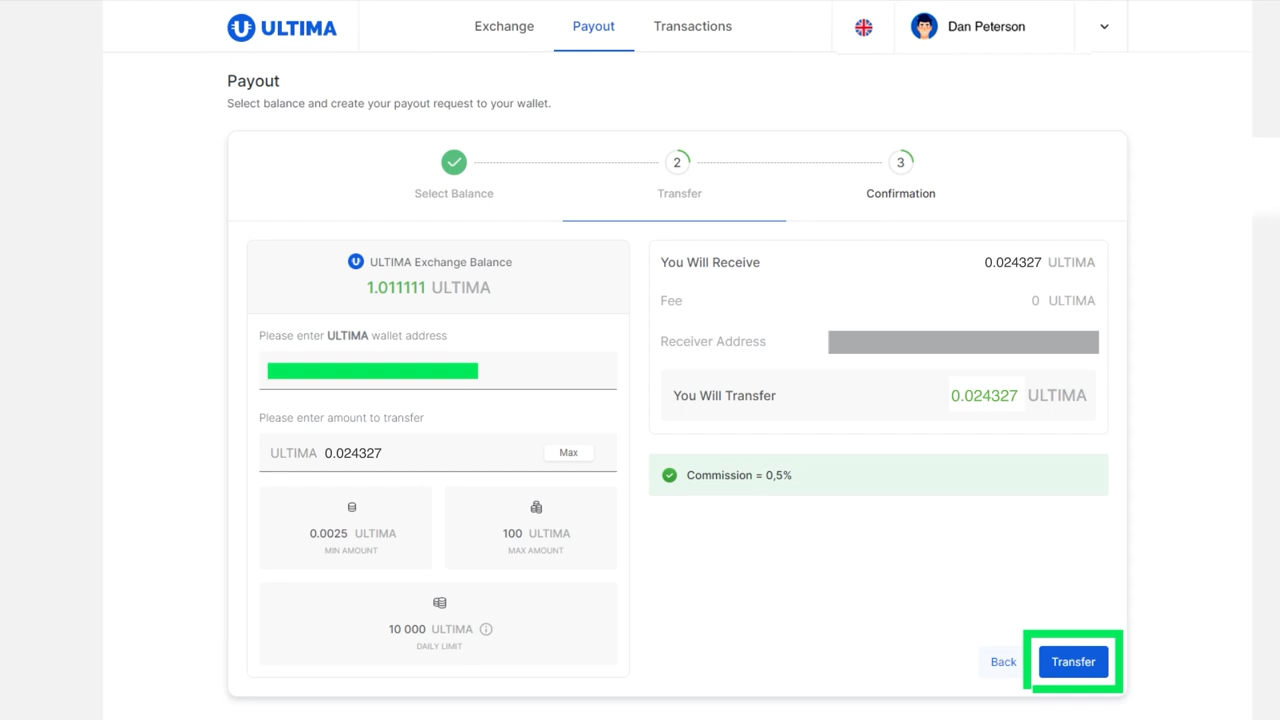 ULTIMA
Exchange
Payout
Transactions
Dan Peterson
Payout
Select balance and create your payout request to your wallet.
2
3
Select Balance
Transfer
Confirmation
ULTIMA Exchange Balance
1.011111 ULTIMA
Please enter ULTIMA wallet address
Please enter amount to transfer
ULTIMA 0.024327
Max
0.0025 ULTIMA
MIN AMOUNT
100 ULTIMA
MAX AMOUNT
10 000 ULTIMA
DAILY LIMIT
You Will Receive
0.024327 ULTIMA
Fee
0 ULTIMA
Receiver Address
You Will Transfer
0.024327 ULTIMA
Commission = 0,5%
Back
Transfer